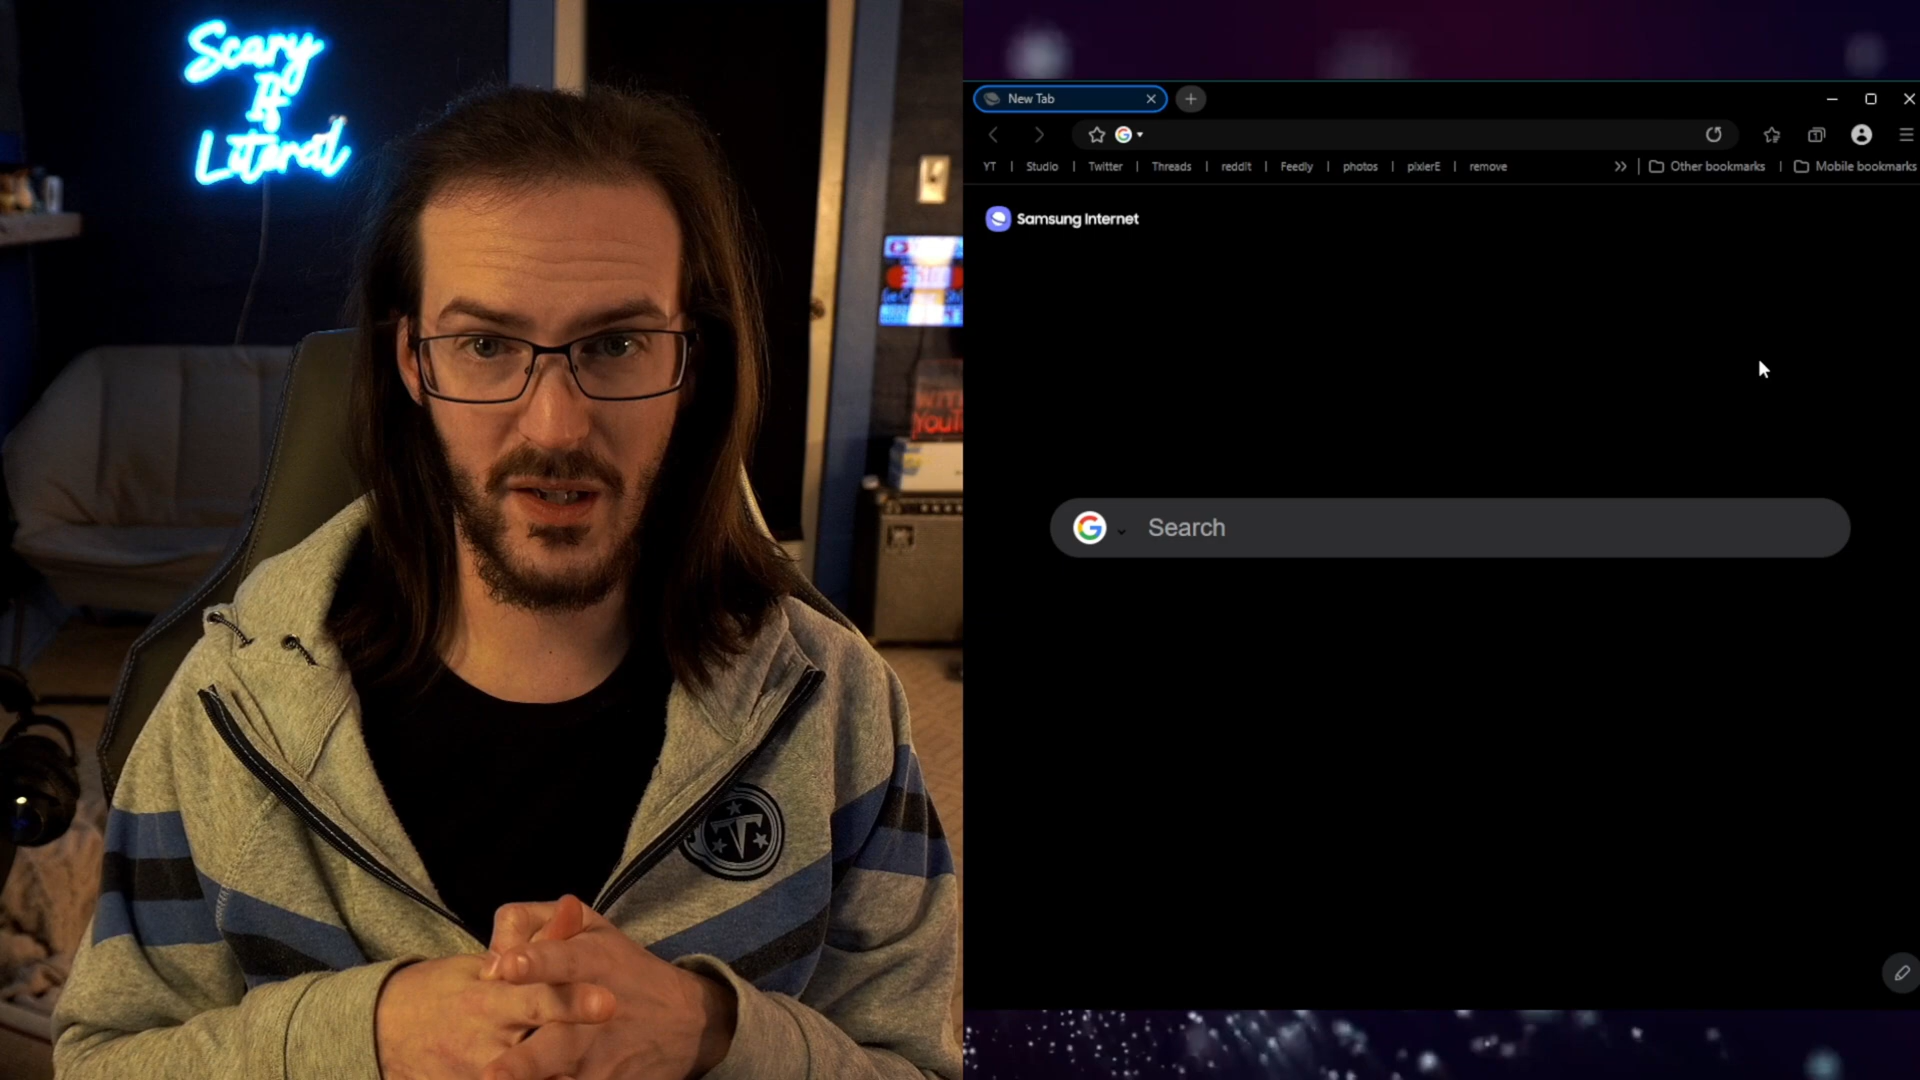 Scary
If
Literal
New Tab
YT | Studio | Twitter | Threads | reddit | Feedly | photos | pixlerE | remove
Other bookmarks | Mobile bookmarks
Samsung Internet
G Search
T